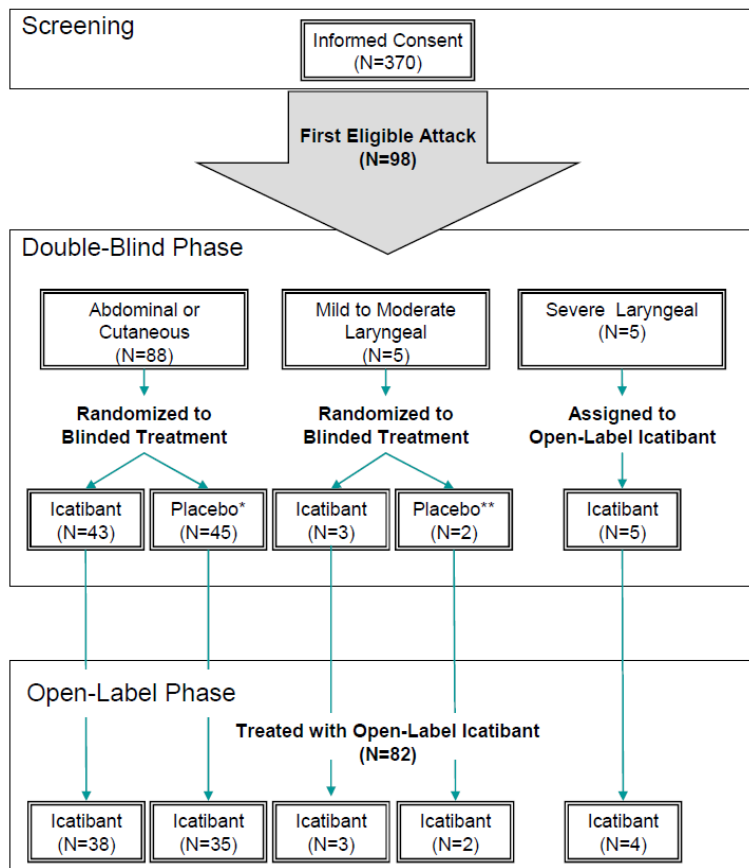 Screening
Informed Consent
(N=370)
First Eligible Attack
(N=98)
Double-Blind Phase
Abdominal or
Cutaneous
(N=88)
Mild to Moderate
Laryngeal
(N=5)
Severe Laryngeal
(N=5)
Randomized to
Blinded Treatment
Randomized to
Blinded Treatment
Assigned to
Open-Label Icatibant
Icatibant
(N=43)
Placebo*
(N=45)
Icatibant
(N=3)
Placebo**
(N=2)
Icatibant
(N=5)
Open-Label Phase
Treated with Open-Label Icatibant
(N=82)
Icatibant
(N=38)
Icatibant
(N=35)
Icatibant
(N=3)
Icatibant
(N=2)
Icatibant
(N=4)